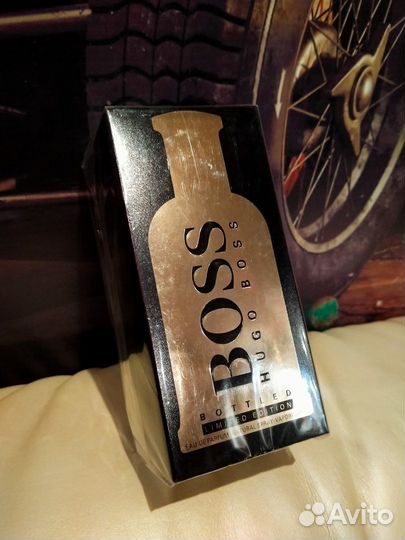 BOSS
HUGO BOSS
BOTTLED
LIMITED EDITION
EAU DE PARFUM NATURAL SPRAY VAPO
Avito